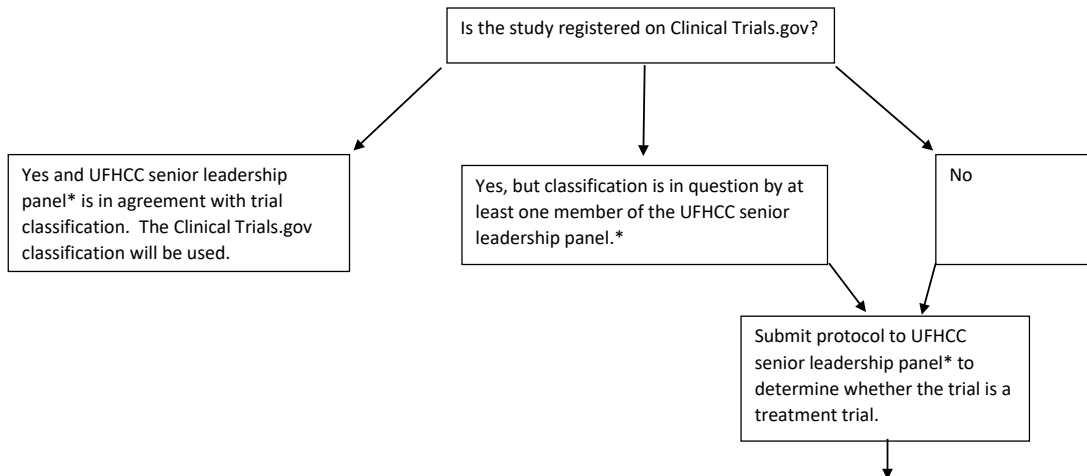 Is the study registered on Clinical Trials.gov?
Yes and UFHCC senior leadership
panel* is in agreement with trial
classification.  The Clinical Trials.gov
classification will be used.
Yes, but classification is in question by at
least one member of the UFHCC senior
leadership panel.*
No
Submit protocol to UFHCC
senior leadership panel* to
determine whether the trial is a
treatment trial.